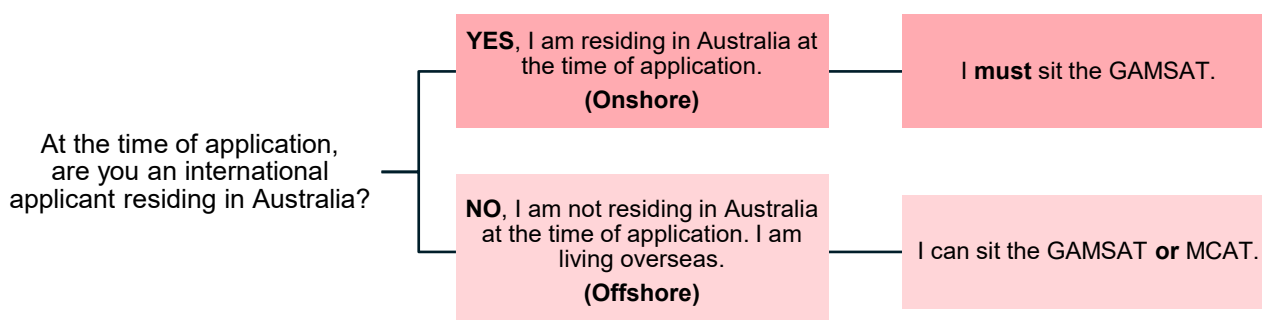 At the time of application,
are you an international
applicant residing in Australia?
YES, I am residing in Australia at
the time of application.
(Onshore)
I must sit the GAMSAT.
NO, I am not residing in Australia
at the time of application. I am
living overseas.
(Offshore)
I can sit the GAMSAT or MCAT.